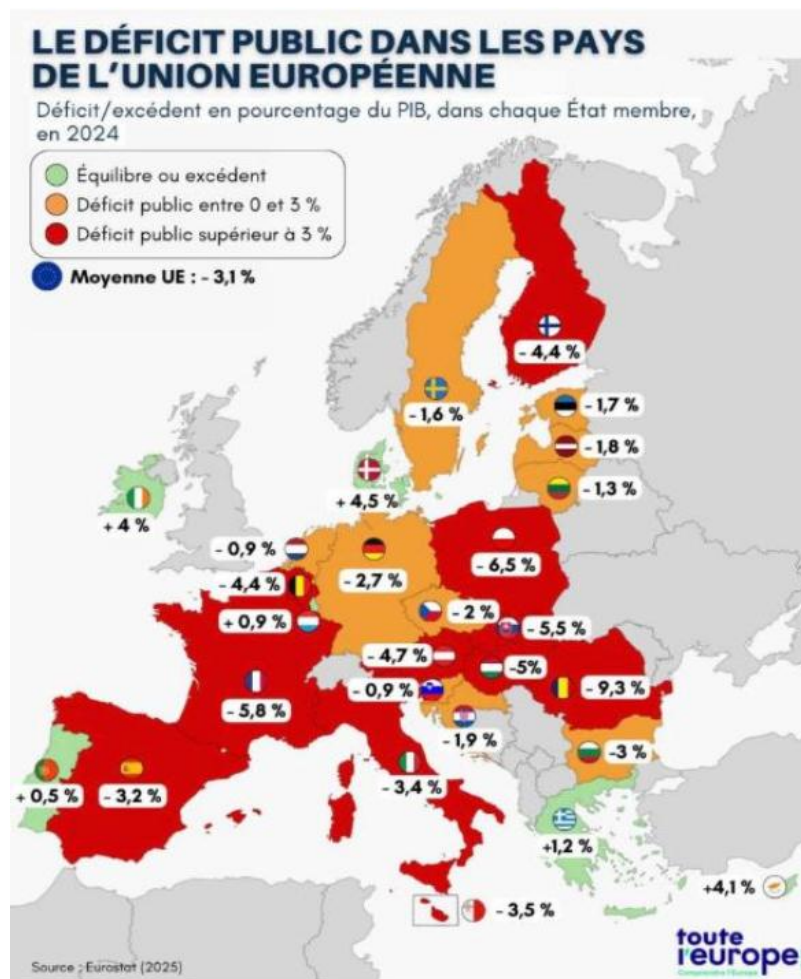 LE DÉFICIT PUBLIC DANS LES PAYS
DE L'UNION EUROPÉENNE
Déficit/excédent en pourcentage du PIB, dans chaque État membre,
en 2024
Équilibre ou excédent
Déficit public entre 0 et 3 %
Déficit public supérieur à 3 %
Moyenne UE : - 3,1 %
- 4,4 %
- 1,6 %
- 1,7 %
- 1,8 %
- 1,3 %
+ 4,5 %
+ 4 %
- 0,9 %
- 2,7 %
- 6,5 %
- 4,4 %
- 2 %
+ 0,9 %
- 5,5 %
- 4,7 %
-5%
- 0,9 %
- 9,3 %
- 5,8 %
- 1,9 %
-3 %
+ 0,5 %
- 3,2 %
- 3,4 %
+1,2 %
+4,1 %
- 3,5 %
Source : Eurostat (2025)
toute
l'europe
Comprendre l'Europe